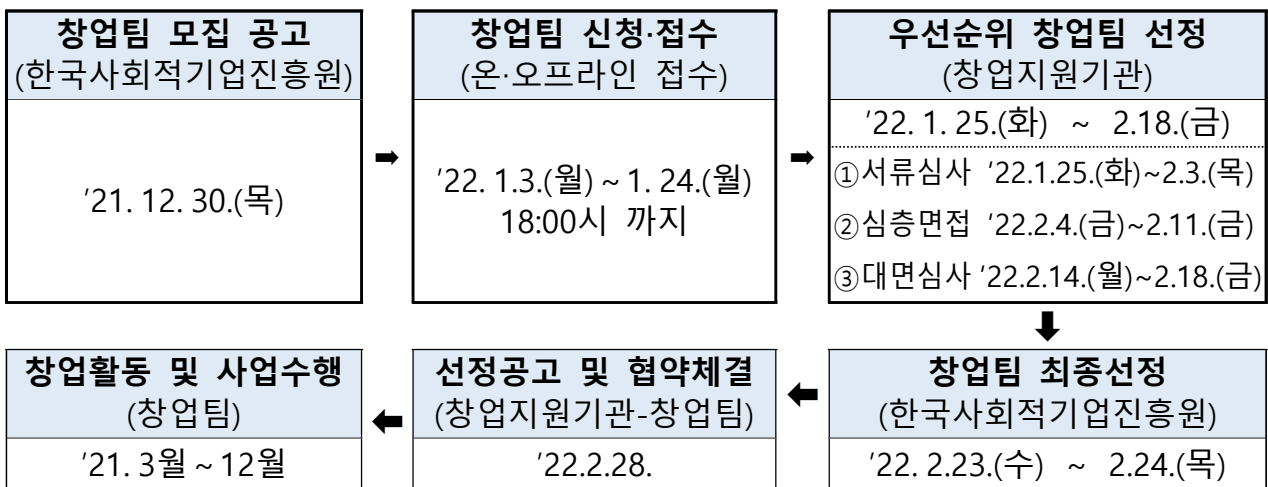 창업팀 모집 공고
(한국사회적기업진흥원)
'21. 12. 30.(목)
➡
창업팀 신청·접수
(온·오프라인 접수)
'22. 1.3.(월) ~ 1. 24.(월)
18:00시 까지
➡
우선순위 창업팀 선정
(창업지원기관)
'22. 1. 25.(화) ~ 2.18.(금)
①서류심사 '22.1.25.(화)~2.3.(목)
②심층면접 '22.2.4.(금)~2.11.(금)
③대면심사 '22.2.14.(월)~2.18.(금)
⬇
창업활동 및 사업수행
(창업팀)
'21. 3월 ~ 12월
⬅
선정공고 및 협약체결
(창업지원기관-창업팀)
'22.2.28.
⬅
창업팀 최종선정
(한국사회적기업진흥원)
'22. 2.23.(수) ~ 2.24.(목)